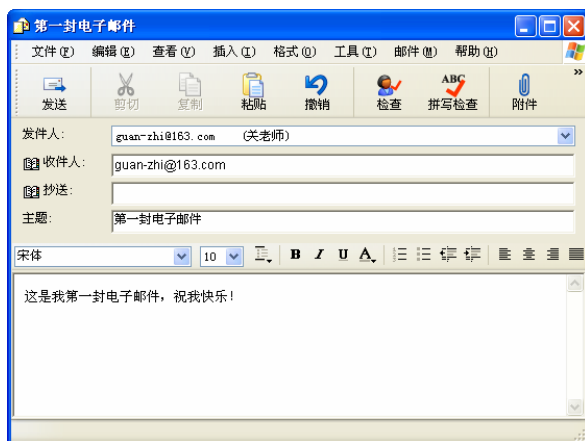 第一封电子邮件
文件(F) 编辑(E) 查看(V) 插入(I) 格式(O) 工具(T) 邮件(M) 帮助(H)
发送 剪切 复制 粘贴 撤销 检查 ABC 拼写检查 附件
发件人: guan-zhi@163.com (关老师)
收件人: guan-zhi@163.com
抄送:
主题: 第一封电子邮件
宋体 10 B I U A
这是我第一封电子邮件，祝我快乐！